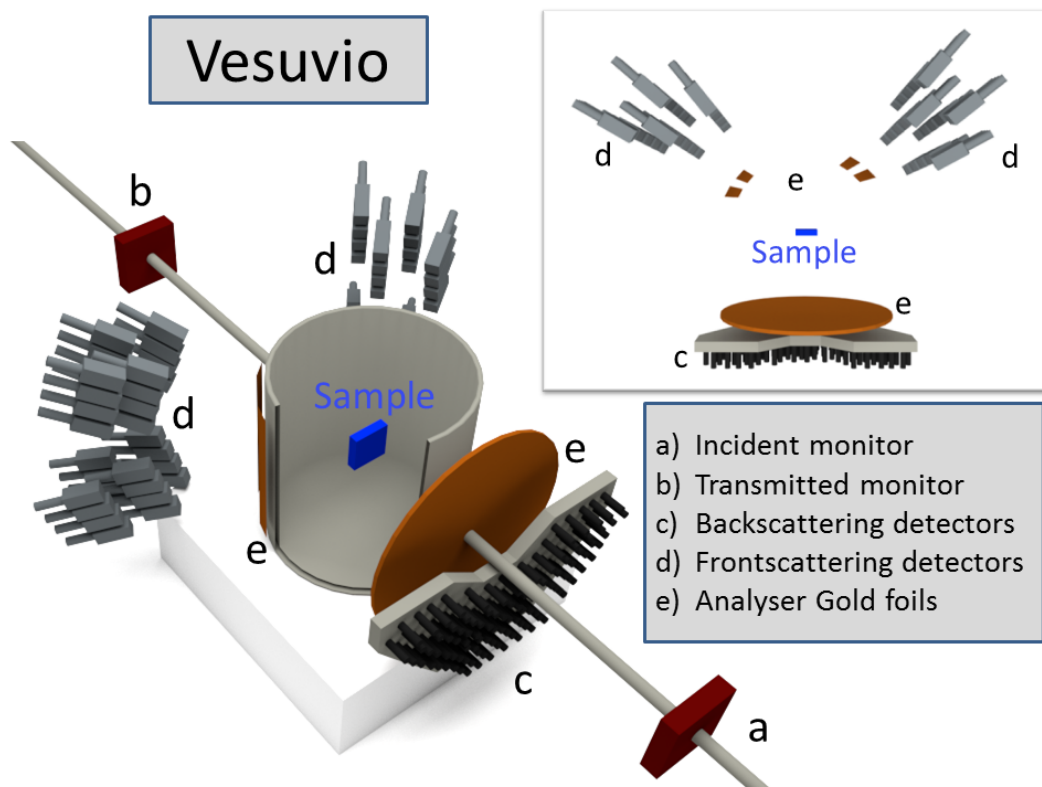 Vesuvio
b
d
d
Sample
e
e
c
a
d
d
e
Sample
e
c
a) Incident monitor
b) Transmitted monitor
c) Backscattering detectors
d) Frontscattering detectors
e) Analyser Gold foils